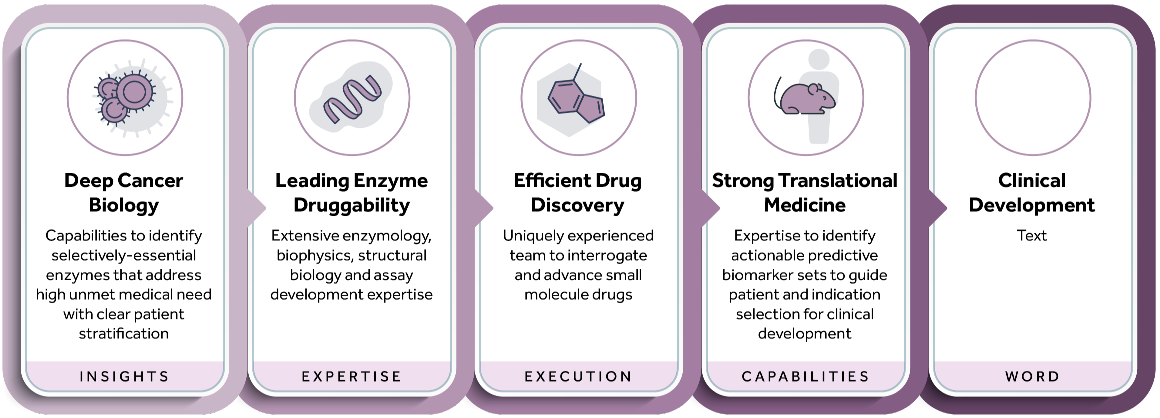 Deep Cancer
Biology
Capabilities to identify
selectively-essential
enzymes that address
high unmet medical need
with clear patient
stratification
INSIGHTS
Leading Enzyme
Druggability
Extensive enzymology,
biophysics, structural
biology and assay
development expertise
EXPERTISE
Efficient Drug
Discovery
Uniquely experienced
team to interrogate
and advance small
molecule drugs
EXECUTION
Strong Translational
Medicine
Expertise to identify
actionable predictive
biomarker sets to guide
patient and indication
selection for clinical
development
CAPABILITIES
Clinical
Development
Text
WORD